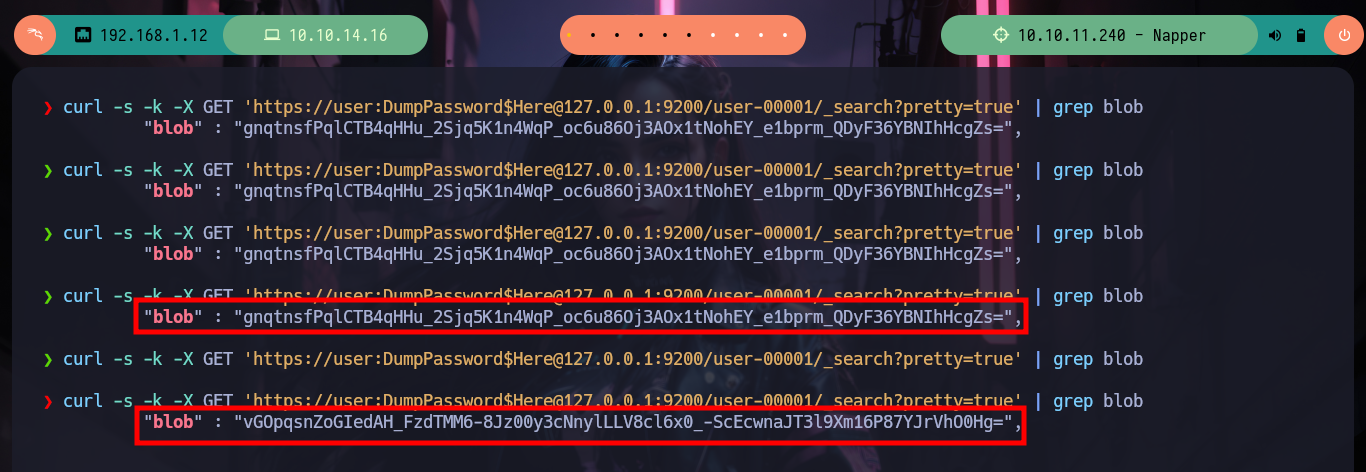 192.168.1.12 10.10.14.16 10.10.11.240 - Napper
❯ curl -s -k -X GET 'https://user:DumpPassword$Here@127.0.0.1:9200/user-00001/_search?pretty=true' | grep blob
"blob" : "gnqtnsfPqlCTB4qHHu_2Sjq5K1n4WqP_oc6u86Oj3AOx1tNohEY_e1bprm_QDyF36YBNIhHcgZs=",
❯ curl -s -k -X GET 'https://user:DumpPassword$Here@127.0.0.1:9200/user-00001/_search?pretty=true' | grep blob
"blob" : "gnqtnsfPqlCTB4qHHu_2Sjq5K1n4WqP_oc6u86Oj3AOx1tNohEY_e1bprm_QDyF36YBNIhHcgZs=",
❯ curl -s -k -X GET 'https://user:DumpPassword$Here@127.0.0.1:9200/user-00001/_search?pretty=true' | grep blob
"blob" : "gnqtnsfPqlCTB4qHHu_2Sjq5K1n4WqP_oc6u86Oj3AOx1tNohEY_e1bprm_QDyF36YBNIhHcgZs=",
❯ curl -s -k -X GET 'https://user:DumpPassword$Here@127.0.0.1:9200/user-00001/_search?pretty=true' | grep blob
"blob" : "gnqtnsfPqlCTB4qHHu_2Sjq5K1n4WqP_oc6u86Oj3AOx1tNohEY_e1bprm_QDyF36YBNIhHcgZs=",
❯ curl -s -k -X GET 'https://user:DumpPassword$Here@127.0.0.1:9200/user-00001/_search?pretty=true' | grep blob
❯ curl -s -k -X GET 'https://user:DumpPassword$Here@127.0.0.1:9200/user-00001/_search?pretty=true' | grep blob
"blob" : "vGOpqsnZoGIedAH_FzdTMM6-8Jz00y3cNnylLLV8cl6x0_-ScEcwnaJT3l9Xm16P87YJrVhO0Hg=",